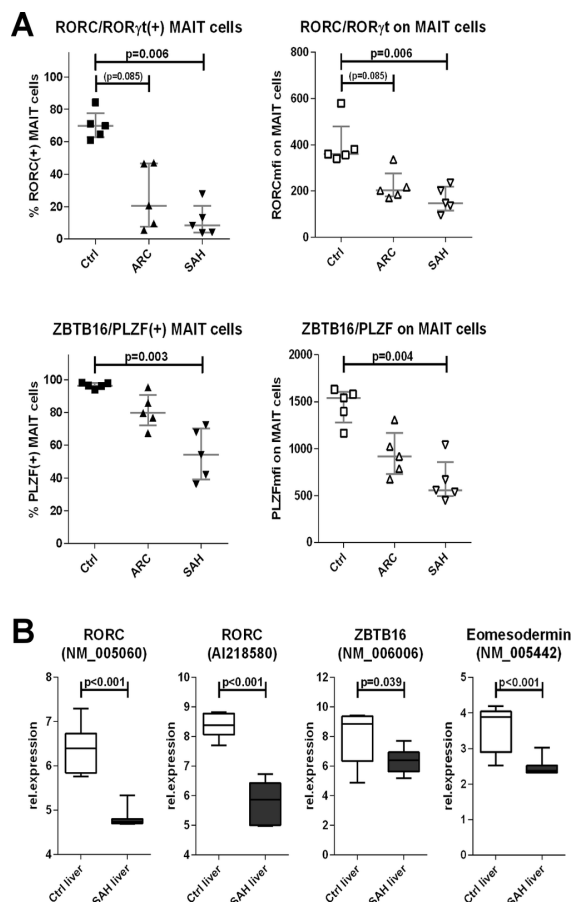 A
RORC/RORγt(+) MAIT cells
p=0.006
(p=0.085)
% RORC(+) MAIT cells
100
80
60
40
20
0
Ctrl
ARC
SAH
RORC/RORγt on MAIT cells
p=0.006
(p=0.085)
RORCmfi on MAIT cells
800
600
400
200
0
Ctrl
ARC
SAH
ZBTB16/PLZF(+) MAIT cells
p=0.003
% PLZF(+) MAIT cells
100
80
60
40
20
0
Ctrl
ARC
SAH
ZBTB16/PLZF on MAIT cells
p=0.004
PLZFmfi on MAIT cells
2000
1500
1000
500
0
Ctrl
ARC
SAH
B
RORC
(NM_005060)
p<0.001
rel.expression
8
7
6
5
4
Ctrl liver
SAH liver
RORC
(AI218580)
p<0.001
rel.expression
10
9
8
7
6
5
4
Ctrl liver
SAH liver
ZBTB16
(NM_006006)
p=0.039
rel.expression
12
10
8
6
4
2
0
Ctrl liver
SAH liver
Eomesodermin
(NM_005442)
p<0.001
rel.expression
5
4
3
2
1
0
Ctrl liver
SAH liver